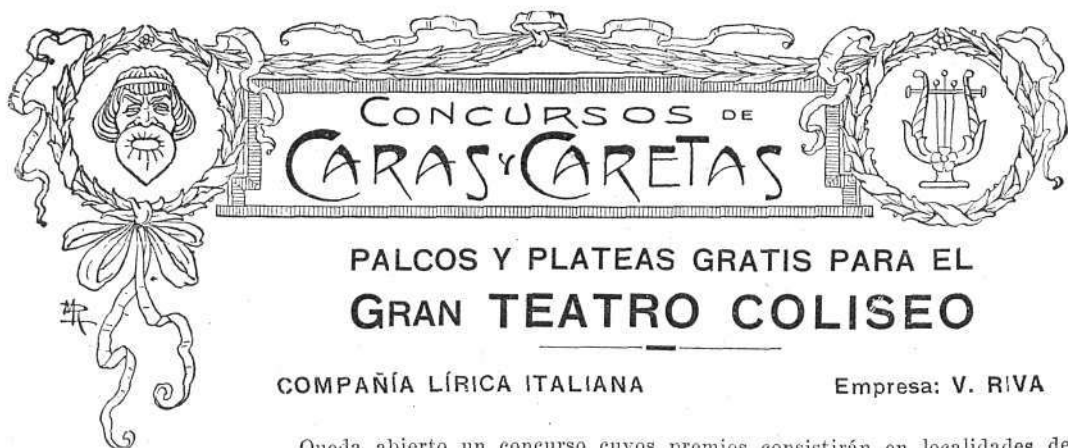 CONCURSOS DE
CARAS Y CARETAS
PALCOS Y PLATEAS GRATIS PARA EL
GRAN TEATRO COLISEO
COMPAÑÍA LÍRICA ITALIANA Empresa: V. RIVA
Queda abierto un concurso cuyos premios consistirán en localidades de